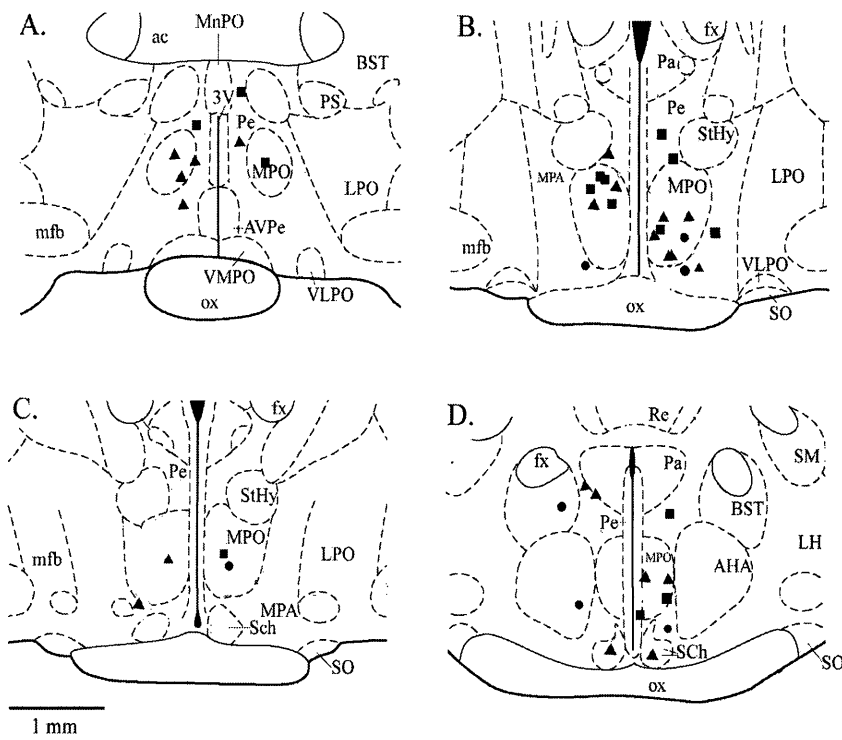 A.
ac
MnPO
BST
3V
PS
Pe
MPO
LPO
mfb
AVPe
VMPO
VLPO
ox
B.
fx
Pa
Pe
StHy
MPA
MPO
LPO
mfb
VLPO
SO
ox
C.
fx
Pe
StHy
MPO
mfb
LPO
MPA
Sch
SO
1 mm
D.
Re
fx
Pa
SM
BST
Pe
LH
MPO
AHA
SCh
SO
ox